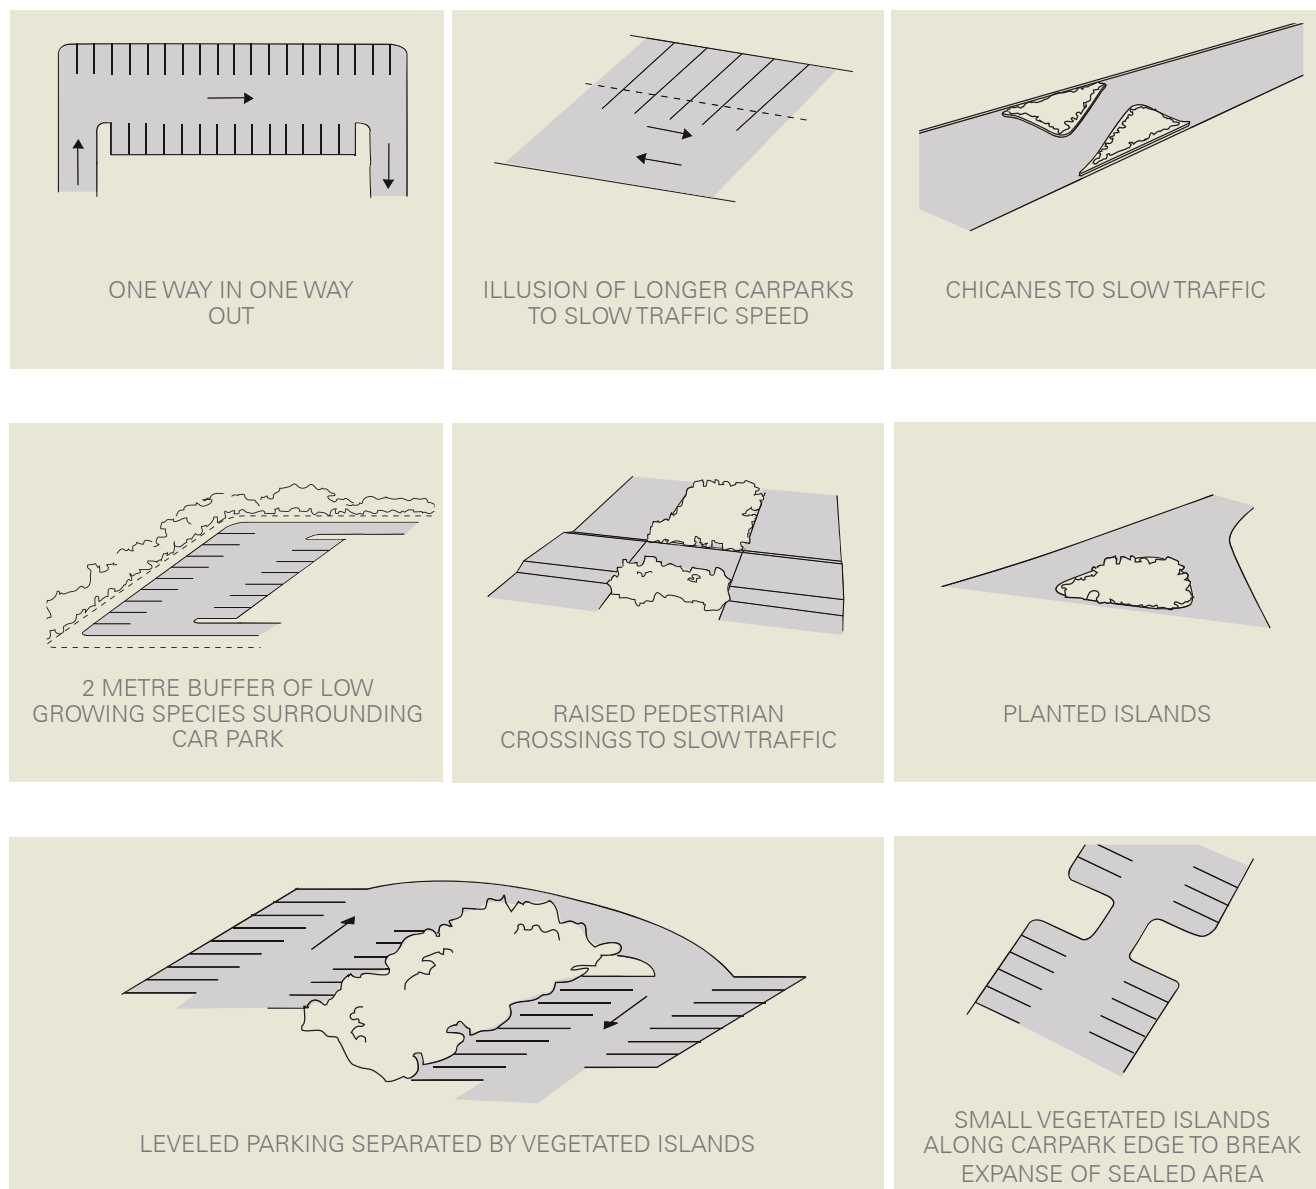 ONE WAY IN ONE WAY
OUT
ILLUSION OF LONGER CARPARKS
TO SLOW TRAFFIC SPEED
CHICANES TO SLOW TRAFFIC
2 METRE BUFFER OF LOW
GROWING SPECIES SURROUNDING
CAR PARK
RAISED PEDESTRIAN
CROSSINGS TO SLOW TRAFFIC
PLANTED ISLANDS
LEVELED PARKING SEPARATED BY VEGETATED ISLANDS
SMALL VEGETATED ISLANDS
ALONG CARPARK EDGE TO BREAK
EXPANSE OF SEALED AREA